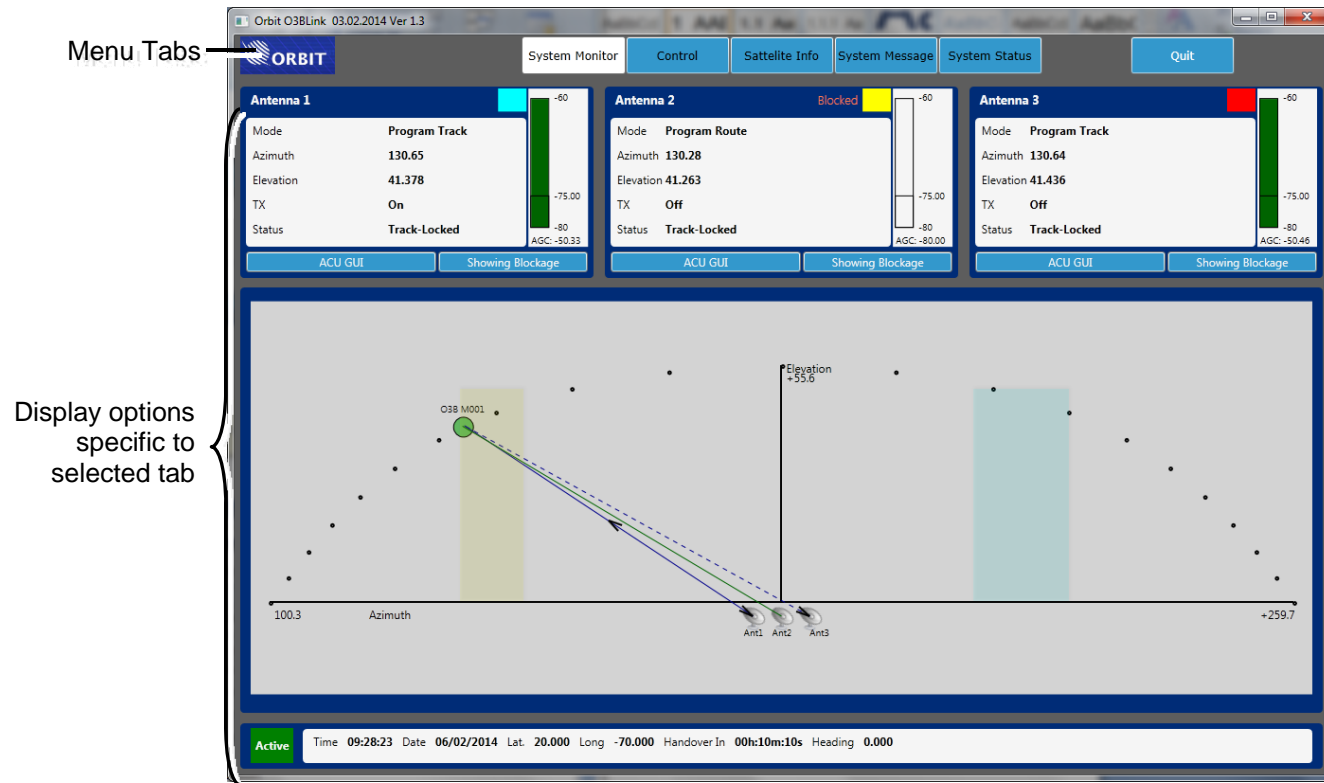 Orbit O3BLink 03.02.2014 Ver 1.3
Menu Tabs
ORBIT
System Monitor
Control
Sattelite Info
System Message
System Status
Quit
Antenna 1
-60
Mode Program Track
Azimuth 130.65
Elevation 41.378
TX On
-75.00
Status Track-Locked
-80
AGC: -50.33
ACU GUI
Showing Blockage
Antenna 2
Blocked
-60
Mode Program Route
Azimuth 130.28
Elevation 41.263
TX Off
-75.00
Status Track-Locked
-80
AGC: -80.00
ACU GUI
Showing Blockage
Antenna 3
-60
Mode Program Track
Azimuth 130.64
Elevation 41.436
TX Off
-75.00
Status Track-Locked
-80
AGC: -50.46
ACU GUI
Showing Blockage
Display options
specific to
selected tab
Elevation
+55.6
O3B M001
100.3
Azimuth
+259.7
Ant1
Ant2
Ant3
Active
Time 09:28:23 Date 06/02/2014 Lat. 20.000 Long -70.000 Handover In 00h:10m:10s Heading 0.000